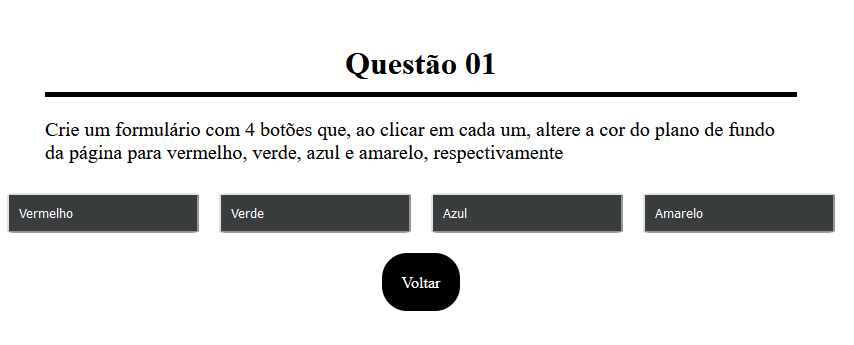 Questão 01
Crie um formulário com 4 botões que, ao clicar em cada um, altere a cor do plano de fundo
da página para vermelho, verde, azul e amarelo, respectivamente
Vermelho Verde Azul Amarelo
Voltar